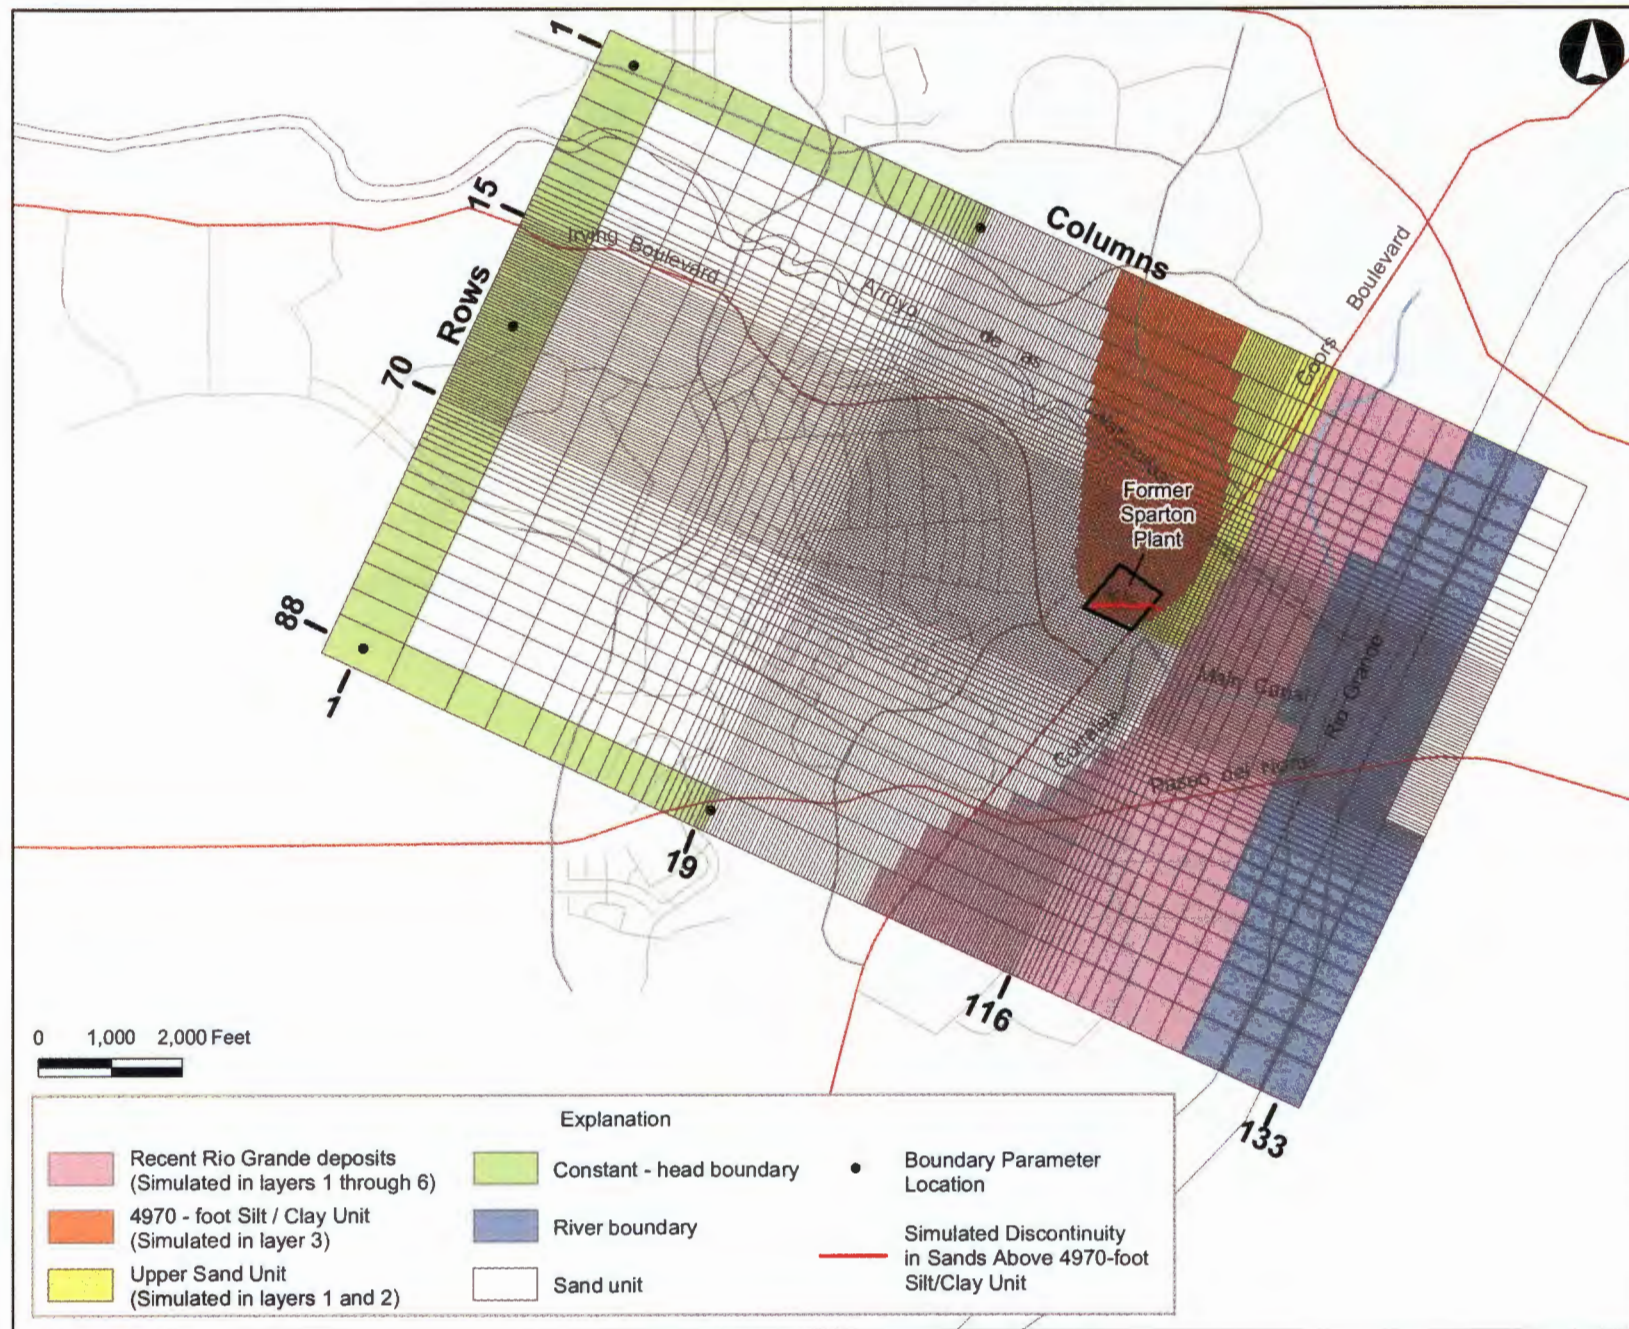 1
15
Rows
70
88
1
19
116
133
Columns
Irving Boulevard
Arroyo
de as
Coors
Boulevard
Former
Sparton
Plant
Main Canal
Rio Grande
Corrales
Paseo del Norte
0 1,000 2,000 Feet
Explanation
Recent Rio Grande deposits
(Simulated in layers 1 through 6)
4970 - foot Silt / Clay Unit
(Simulated in layer 3)
Upper Sand Unit
(Simulated in layers 1 and 2)
Constant - head boundary
River boundary
Sand unit
Boundary Parameter
Location
Simulated Discontinuity
in Sands Above 4970-foot
Silt/Clay Unit